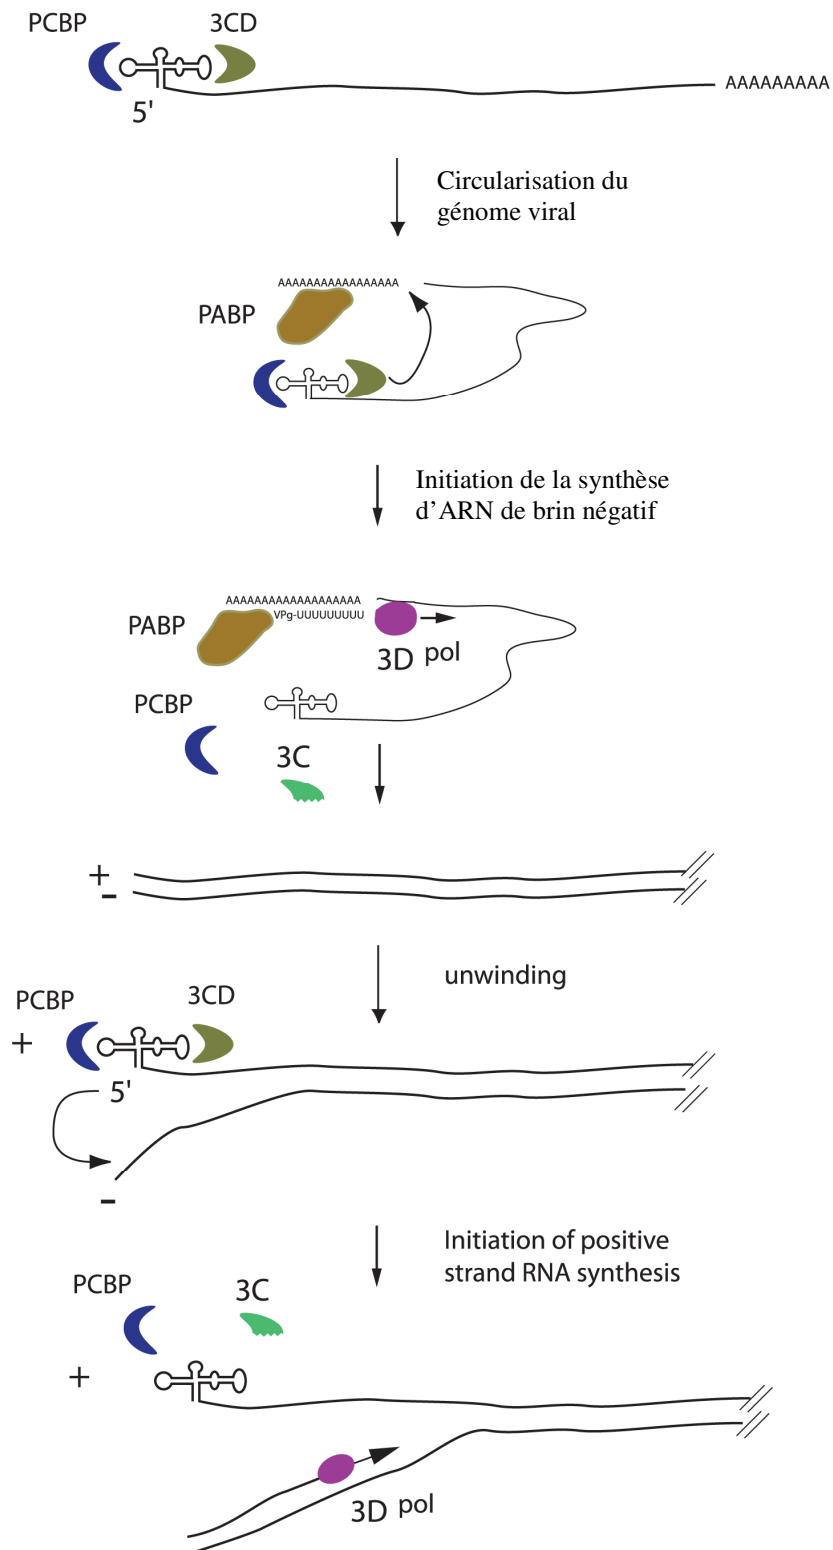 PCBP 3CD
AAAAAAAAA
5'
Circularisation du
génome viral
AAAAAAAAAAAAAAAAA
PABP
Initiation de la synthèse
d'ARN de brin négatif
AAAAAAAAAAAAAAAAAAA
VPg-UUUUUUUUU
PABP
3D pol
PCBP
3C
+
-
unwinding
PCBP 3CD
+
5'
-
Initiation of positive
strand RNA synthesis
PCBP 3C
+
3D pol